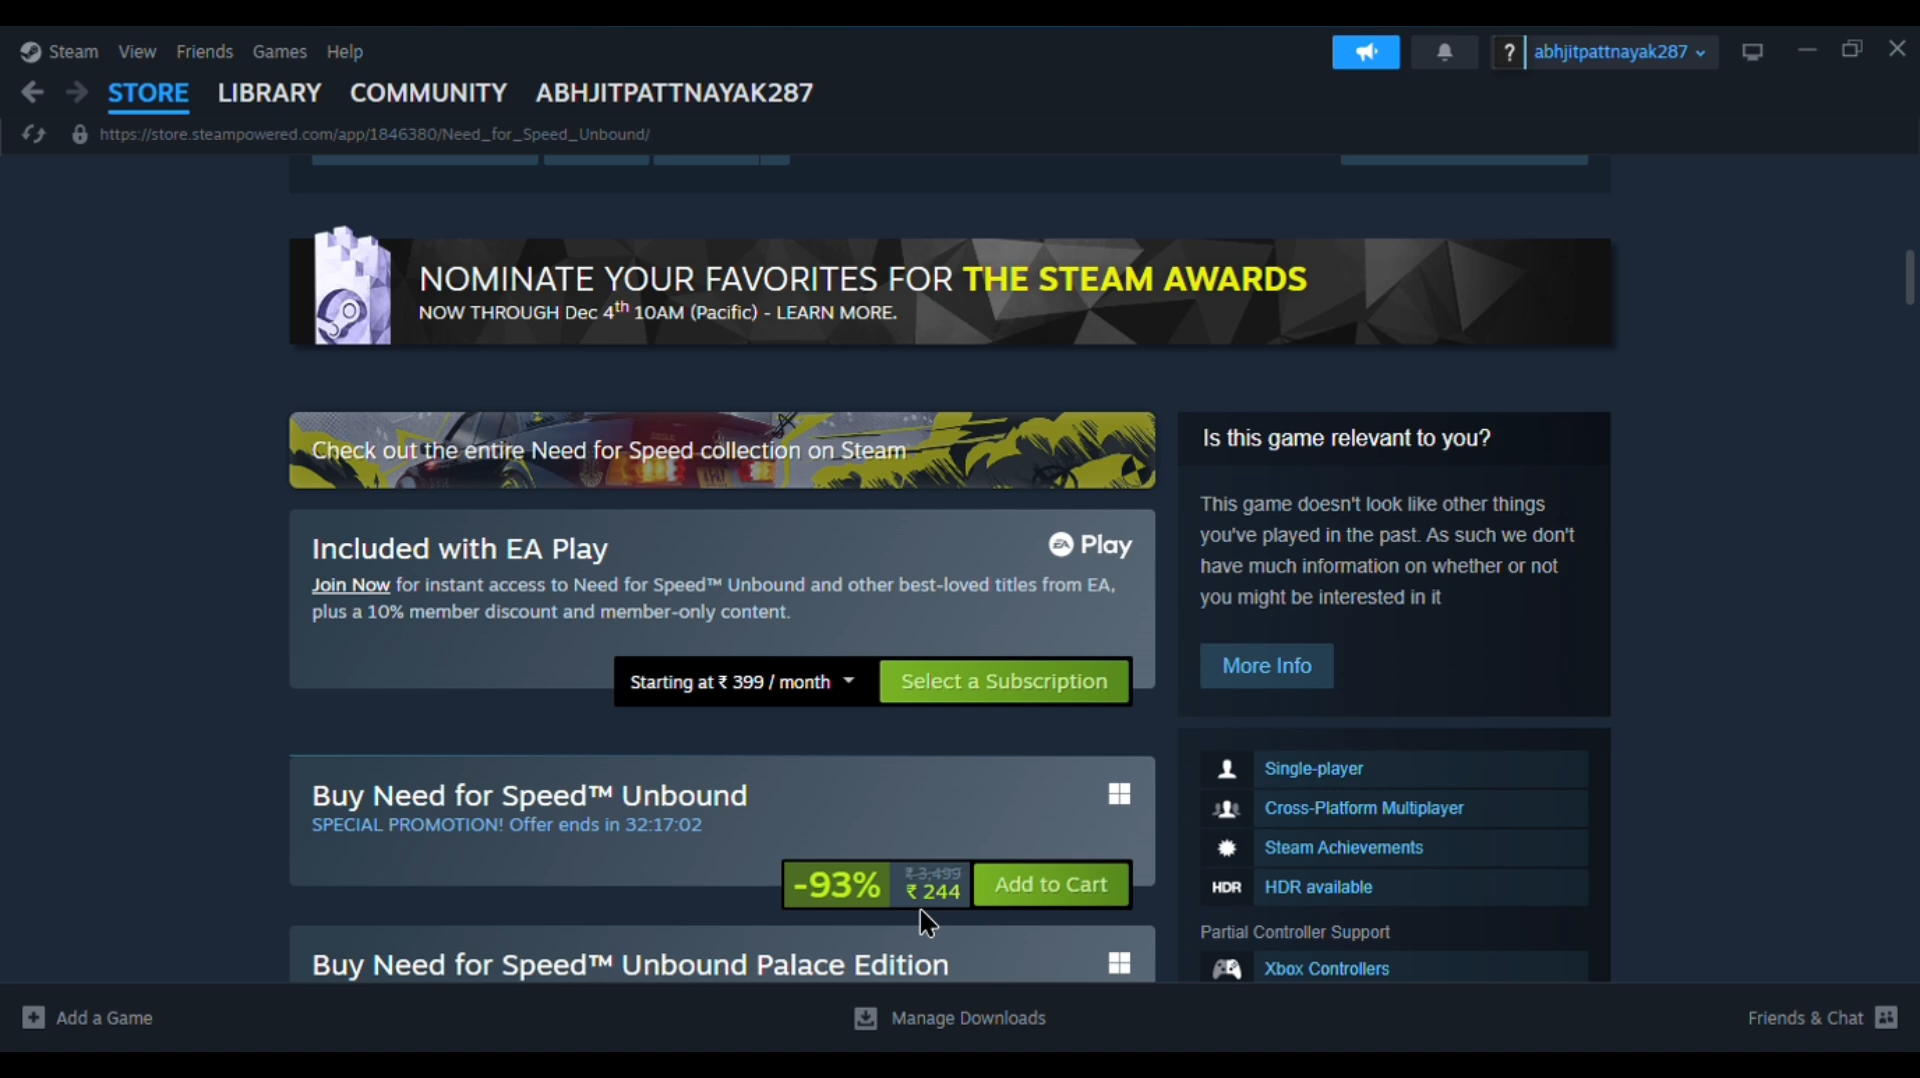 Steam View Friends Games Help
? abhjitpattnayak287
STORE LIBRARY COMMUNITY ABHJITPATTNAYAK287
https://store.steampowered.com/app/1846380/Need_for_Speed_Unbound/
NOMINATE YOUR FAVORITES FOR THE STEAM AWARDS
NOW THROUGH Dec 4th 10AM (Pacific) - LEARN MORE.
Check out the entire Need for Speed collection on Steam
Included with EA Play
EA Play
Join Now for instant access to Need for Speed™ Unbound and other best-loved titles from EA,
plus a 10% member discount and member-only content.
Starting at ₹ 399 / month
Select a Subscription
Buy Need for Speed™ Unbound
SPECIAL PROMOTION! Offer ends in 32:17:02
-93%
₹ 3,499
₹ 244
Add to Cart
Buy Need for Speed™ Unbound Palace Edition
Is this game relevant to you?
This game doesn't look like other things
you've played in the past. As such we don't
have much information on whether or not
you might be interested in it
More Info
Single-player
Cross-Platform Multiplayer
Steam Achievements
HDR HDR available
Partial Controller Support
Xbox Controllers
Add a Game
Manage Downloads
Friends & Chat